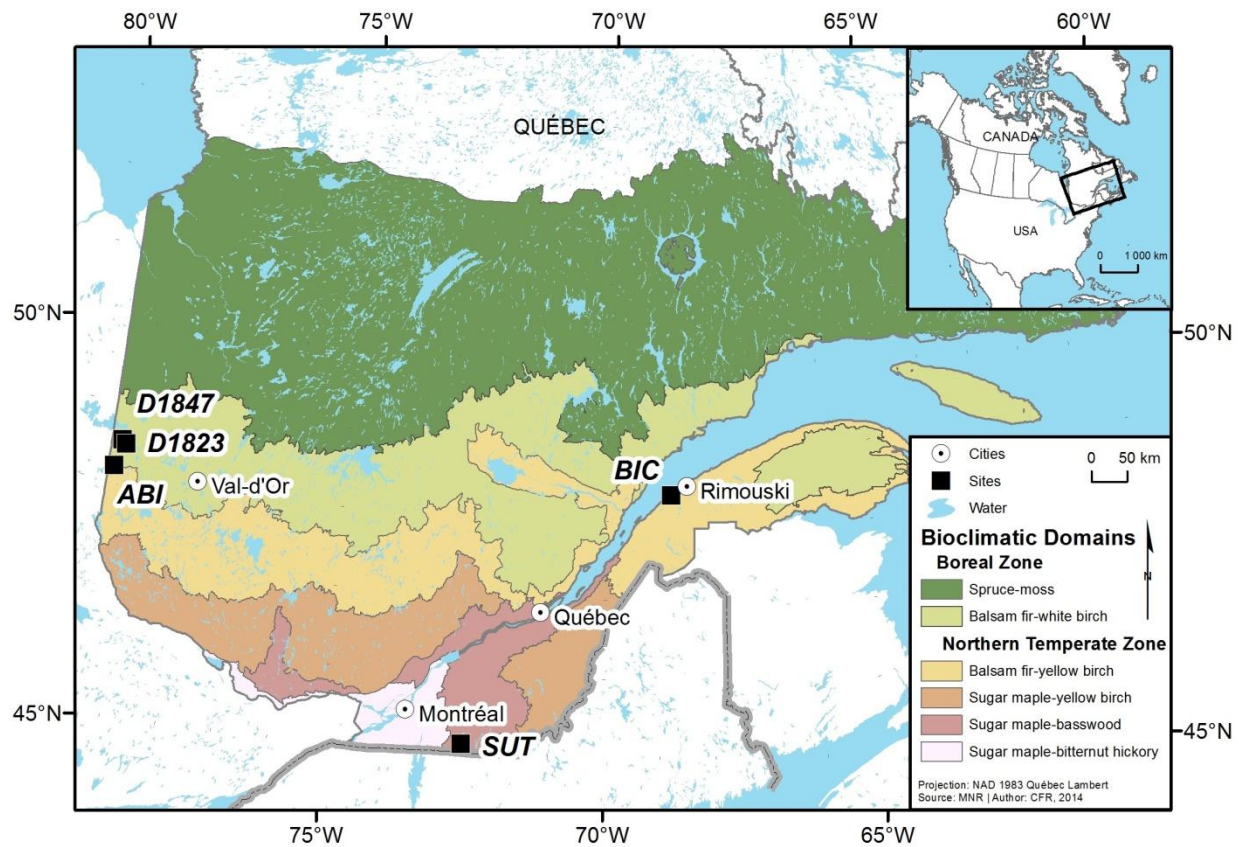 80°W 75°W 70°W 65°W 60°W
QUÉBEC
CANADA
USA
0 1 000 km
50°N
50°N
D1847
D1823
ABI
Val-d'Or
BIC
Rimouski
Québec
Montréal
SUT
45°N
45°N
Cities
Sites
Water
0 50 km
N
Bioclimatic Domains
Boreal Zone
Spruce-moss
Balsam fir-white birch
Northern Temperate Zone
Balsam fir-yellow birch
Sugar maple-yellow birch
Sugar maple-basswood
Sugar maple-bitternut hickory
Projection: NAD 1983 Québec Lambert
Source: MNR | Author: CFR, 2014
75°W 70°W 65°W